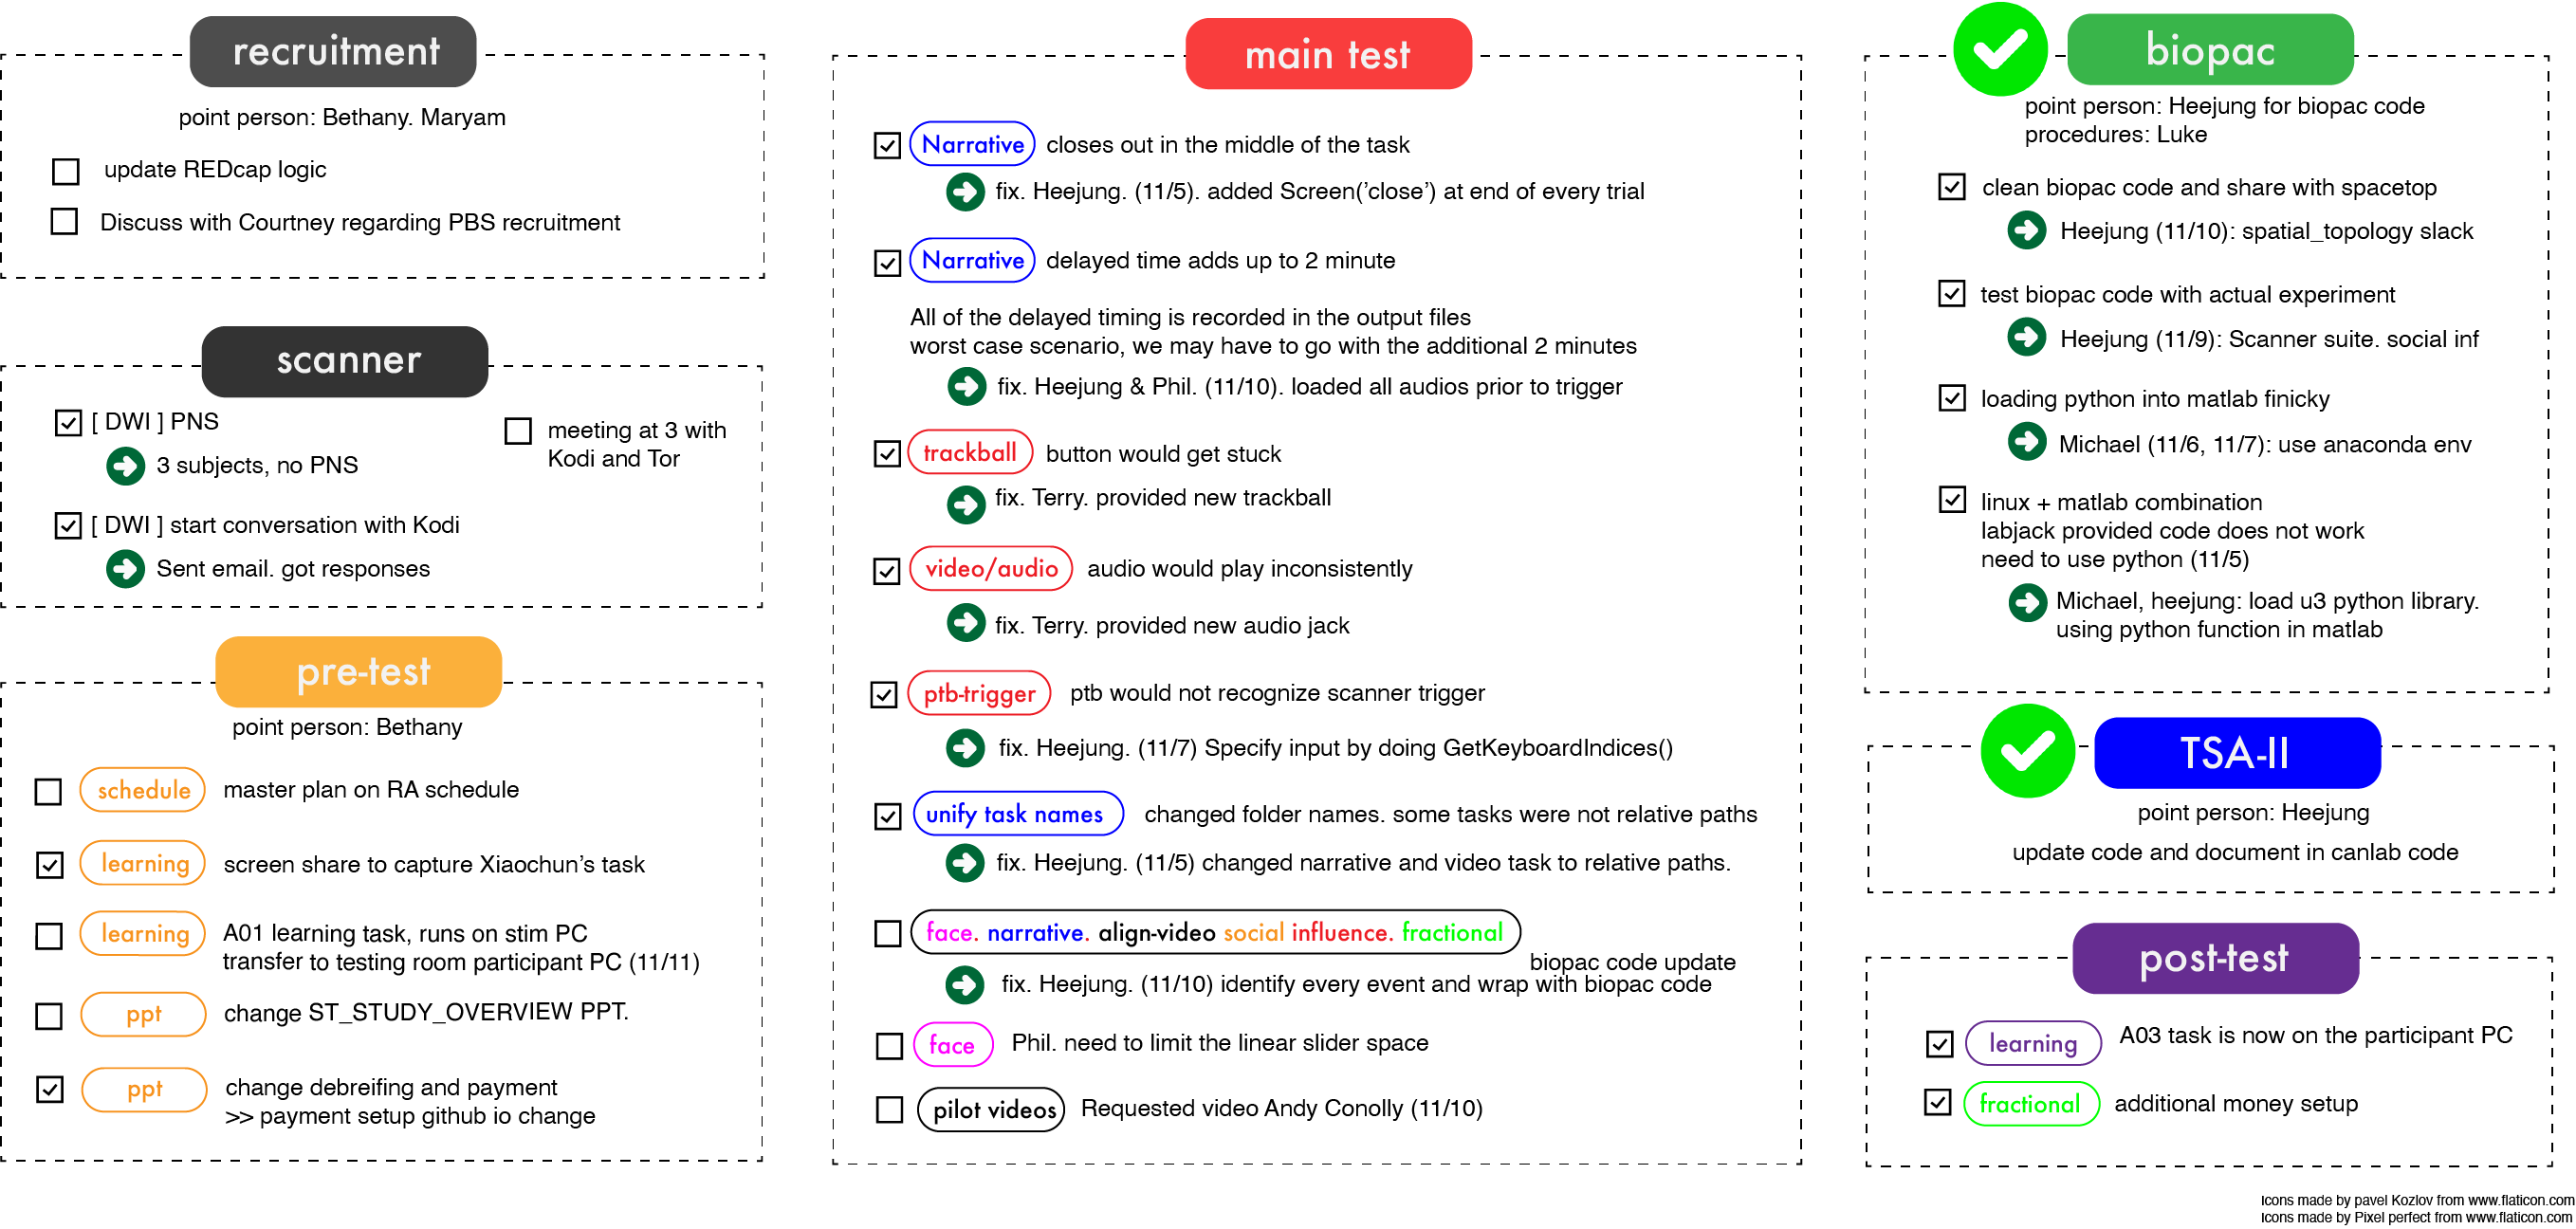 recruitment
point person: Bethany. Maryam
update REDcap logic
Discuss with Courtney regarding PBS recruitment
scanner
[ DWI ] PNS
3 subjects, no PNS
meeting at 3 with
Kodi and Tor
[ DWI ] start conversation with Kodi
Sent email. got responses
pre-test
point person: Bethany
schedule master plan on RA schedule
learning screen share to capture Xiaochun's task
learning A01 learning task, runs on stim PC
transfer to testing room participant PC (11/11)
ppt change ST_STUDY_OVERVIEW PPT.
ppt change debreifing and payment
>> payment setup github io change
main test
Narrative closes out in the middle of the task
fix. Heejung. (11/5). added Screen('close') at end of every trial
Narrative delayed time adds up to 2 minute
All of the delayed timing is recorded in the output files
worst case scenario, we may have to go with the additional 2 minutes
fix. Heejung & Phil. (11/10). loaded all audios prior to trigger
trackball button would get stuck
fix. Terry. provided new trackball
video/audio audio would play inconsistently
fix. Terry. provided new audio jack
ptb-trigger ptb would not recognize scanner trigger
fix. Heejung. (11/7) Specify input by doing GetKeyboardIndices()
unify task names changed folder names. some tasks were not relative paths
fix. Heejung. (11/5) changed narrative and video task to relative paths.
face. narrative. align-video social influence. fractional
biopac code update
fix. Heejung. (11/10) identify every event and wrap with biopac code
face Phil. need to limit the linear slider space
pilot videos Requested video Andy Conolly (11/10)
biopac
point person: Heejung for biopac code
procedures: Luke
clean biopac code and share with spacetop
Heejung (11/10): spatial_topology slack
test biopac code with actual experiment
Heejung (11/9): Scanner suite. social inf
loading python into matlab finicky
Michael (11/6, 11/7): use anaconda env
linux + matlab combination
labjack provided code does not work
need to use python (11/5)
Michael, heejung: load u3 python library.
using python function in matlab
TSA-II
point person: Heejung
update code and document in canlab code
post-test
learning A03 task is now on the participant PC
fractional additional money setup
Icons made by pavel Kozlov from www.flaticon.com
Icons made by Pixel perfect from www.flaticon.com